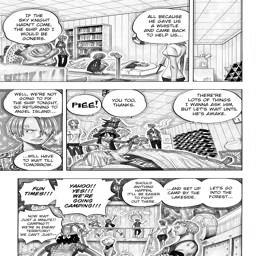 IF THE
SKY KNIGHT
HADN'T COME,
THE SHIP AND I
WOULD BE
GONERS.
ALL BECAUSE
HE GAVE US
A WHISTLE
AND CAME BACK
TO HELP US...
WELL, WE'RE NOT
GOING TO FIX
THE SHIP TONIGHT,
SO RETURNING TO
ANGEL ISLAND...
...WILL HAVE
TO WAIT TILL
TOMORROW.
PIEE!
YOU TOO,
THANKS.
THERE'RE
LOTS OF THINGS
I WANNA ASK HIM,
BUT LET'S WAIT UNTIL
HE'S AWAKE.
FUN
TIMES!!!
NOW WAIT
JUST A MINUTE!
CAMPING?!
WE'RE IN ENEMY
TERRITORY!
WE CAN'T JUST--
YAHOO!!
YES!!!
WE'RE
GOING
CAMPING!!!
SHOULD
ANYTHING
HAPPEN,
IT'LL BE EASIER
TO FIGHT
OUT THERE.
...AND SET UP
CAMP BY THE
LAKESIDE.
LET'S GO
INTO THE
FOREST...